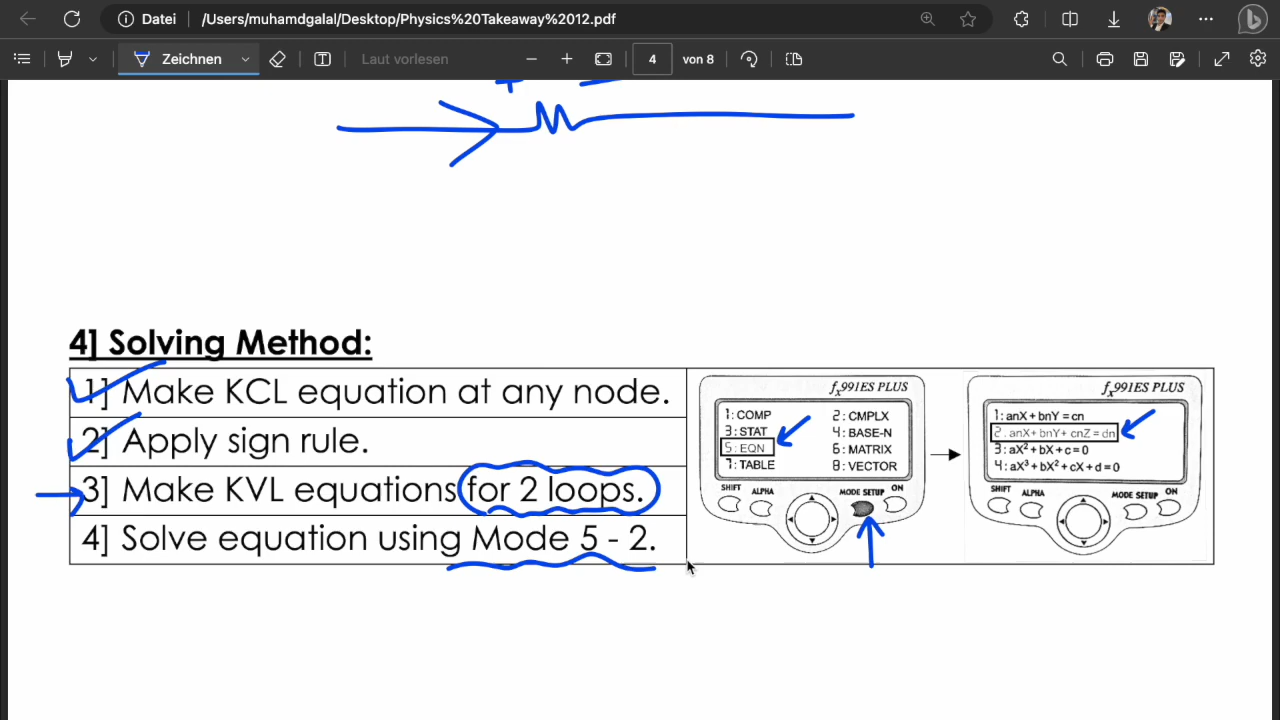 Datei
/Users/muhamdgalal/Desktop/Physics%20Takeaway%2012.pdf
Zeichnen
Laut vorlesen
4
von 8
4] Solving Method:
1] Make KCL equation at any node.
2] Apply sign rule.
3] Make KVL equations for 2 loops.
4] Solve equation using Mode 5 - 2.
fx991ES PLUS
1: COMP 2: CMPLX
3: STAT 4: BASE-N
5: EQN 6: MATRIX
7: TABLE 8: VECTOR
SHIFT ALPHA MODE SETUP ON
fx991ES PLUS
1: anX + bnY = cn
2: anX+ bnY+ cnZ = dn
3: aX² + bX + c = 0
4: aX³ + bX² + cX + d = 0
SHIFT ALPHA MODE SETUP ON